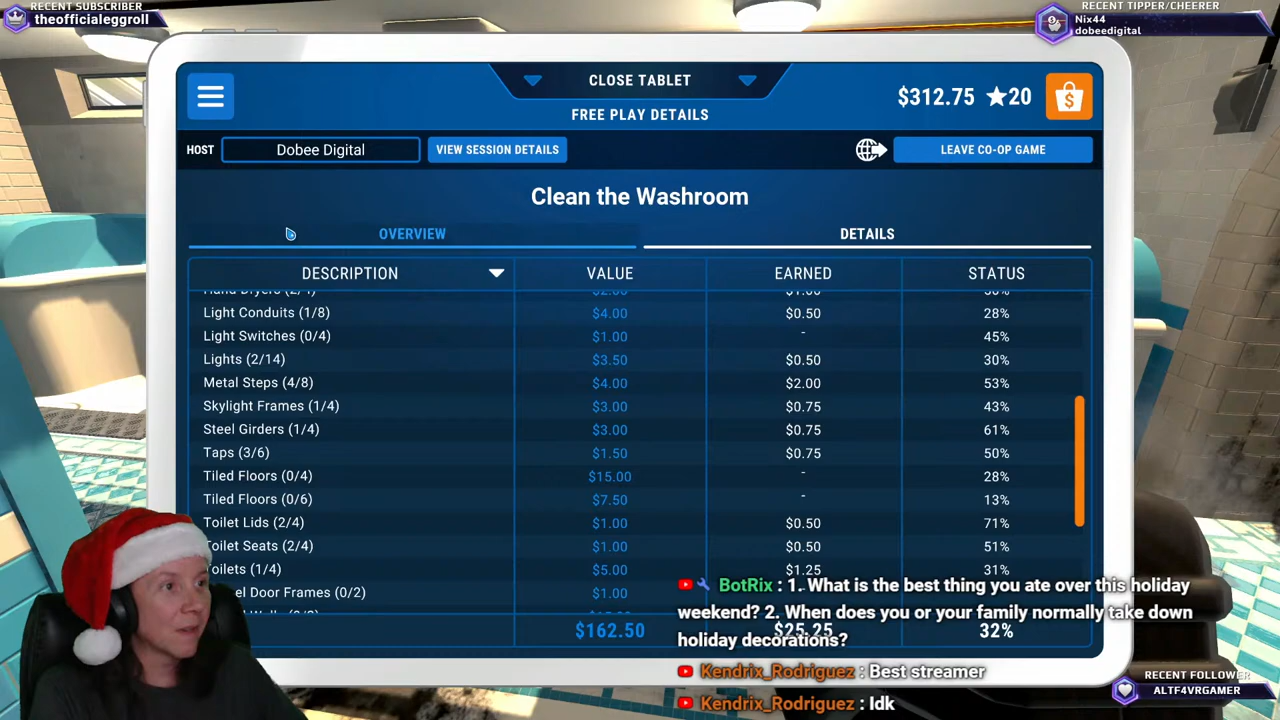 RECENT SUBSCRIBER
theofficialeggroll
RECENT TIPPER/CHEERER
Nix44
dobeedigital
CLOSE TABLET
$312.75 ★20
FREE PLAY DETAILS
HOST Dobee Digital VIEW SESSION DETAILS LEAVE CO-OP GAME
Clean the Washroom
OVERVIEW DETAILS
DESCRIPTION VALUE EARNED STATUS
Light Conduits (1/8) $4.00 $0.50 28%
Light Switches (0/4) $1.00 - 45%
Lights (2/14) $3.50 $0.50 30%
Metal Steps (4/8) $4.00 $2.00 53%
Skylight Frames (1/4) $3.00 $0.75 43%
Steel Girders (1/4) $3.00 $0.75 61%
Taps (3/6) $1.50 $0.75 50%
Tiled Floors (0/4) $15.00 - 28%
Tiled Floors (0/6) $7.50 - 13%
Toilet Lids (2/4) $1.00 $0.50 71%
Toilet Seats (2/4) $1.00 $0.50 51%
Toilets (1/4) $5.00 $1.25 31%
Door Frames (0/2) $1.00
$162.50 $25.25 32%
BotRix : 1. What is the best thing you ate over this holiday
weekend? 2. When does you or your family normally take down
holiday decorations?
Kendrix_Rodriguez : Best streamer
Kendrix_Rodriguez : Idk
RECENT FOLLOWER
ALTF4VRGAMER